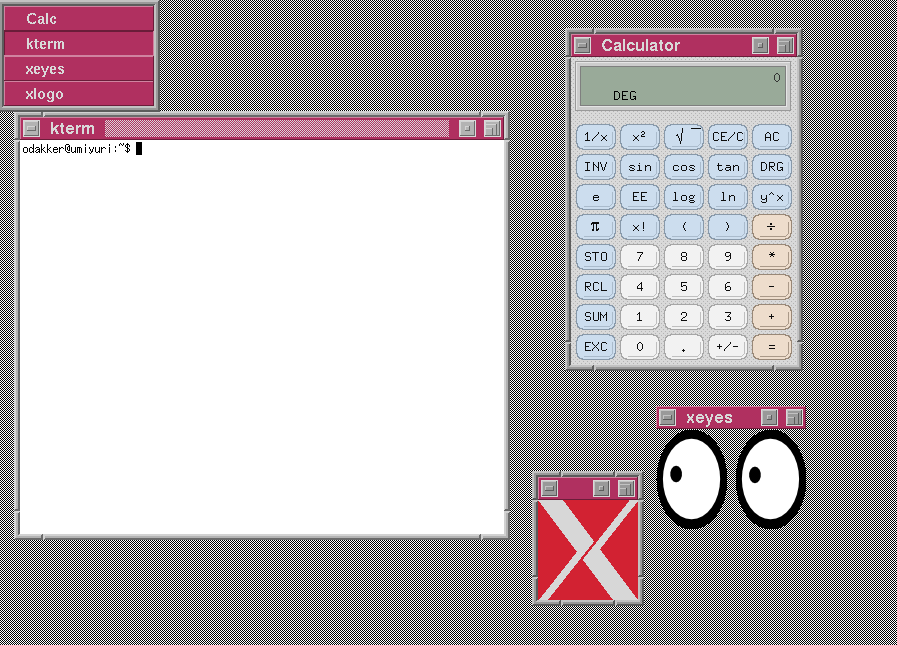 Calc
kterm
xeyes
xlogo
kterm
odakker@umiyuri:~$
Calculator
0
DEG
1/x x² √ CE/C AC
INV sin cos tan DRG
e EE log ln y^x
π x! ( ) ÷
STO 7 8 9 *
RCL 4 5 6 -
SUM 1 2 3 +
EXC 0 . +/- =
xeyes